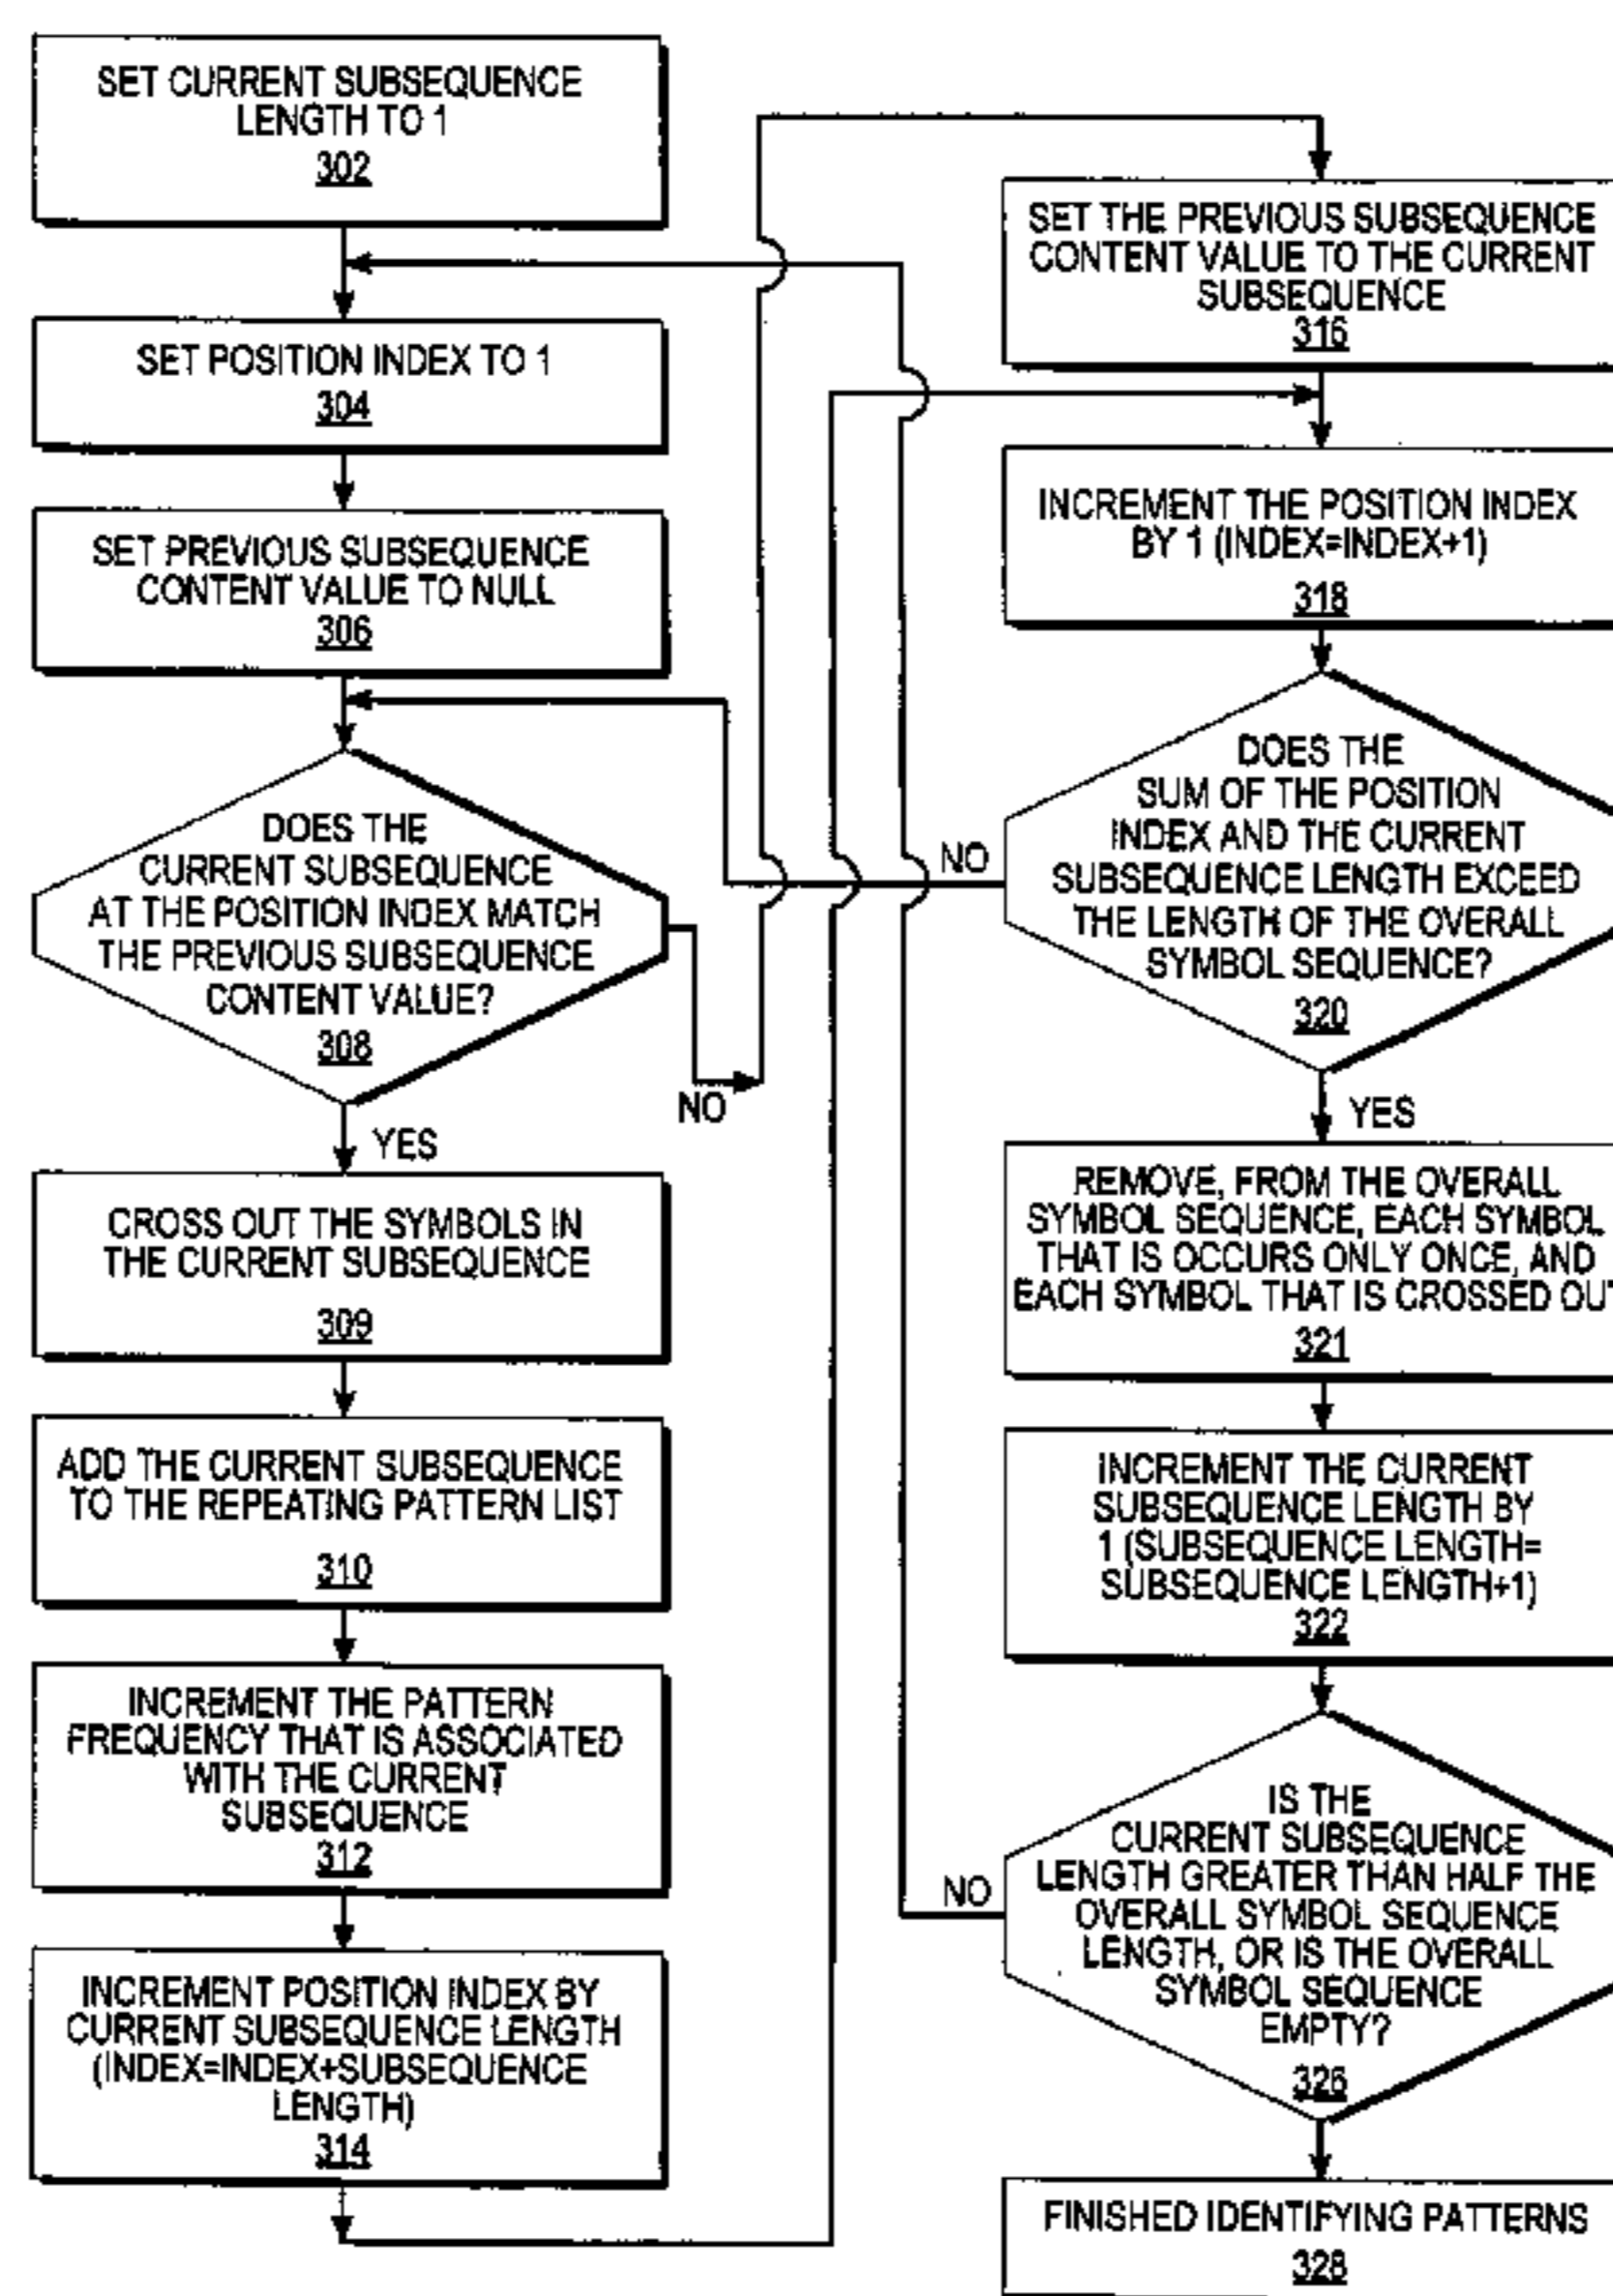 SET CURRENT SUBSEQUENCE
LENGTH TO 1
302
SET POSITION INDEX TO 1
304
SET PREVIOUS SUBSEQUENCE
CONTENT VALUE TO NULL
306
DOES THE
CURRENT SUBSEQUENCE
AT THE POSITION INDEX MATCH
THE PREVIOUS SUBSEQUENCE
CONTENT VALUE?
308
NO
YES
CROSS OUT THE SYMBOLS IN
THE CURRENT SUBSEQUENCE
309
ADD THE CURRENT SUBSEQUENCE
TO THE REPEATING PATTERN LIST
310
INCREMENT THE PATTERN
FREQUENCY THAT IS ASSOCIATED
WITH THE CURRENT
SUBSEQUENCE
312
INCREMENT POSITION INDEX BY
CURRENT SUBSEQUENCE LENGTH
(INDEX=INDEX+SUBSEQUENCE
LENGTH)
314
SET THE PREVIOUS SUBSEQUENCE
CONTENT VALUE TO THE CURRENT
SUBSEQUENCE
316
INCREMENT THE POSITION INDEX
BY 1 (INDEX=INDEX+1)
318
DOES THE
SUM OF THE POSITION
INDEX AND THE CURRENT
SUBSEQUENCE LENGTH EXCEED
THE LENGTH OF THE OVERALL
SYMBOL SEQUENCE?
320
NO
YES
REMOVE, FROM THE OVERALL
SYMBOL SEQUENCE, EACH SYMBOL
THAT IS OCCURS ONLY ONCE, AND
EACH SYMBOL THAT IS CROSSED OUT
321
INCREMENT THE CURRENT
SUBSEQUENCE LENGTH BY
1 (SUBSEQUENCE LENGTH=
SUBSEQUENCE LENGTH+1)
322
IS THE
CURRENT SUBSEQUENCE
LENGTH GREATER THAN HALF THE
OVERALL SYMBOL SEQUENCE
LENGTH, OR IS THE OVERALL
SYMBOL SEQUENCE
EMPTY?
326
NO
FINISHED IDENTIFYING PATTERNS
328